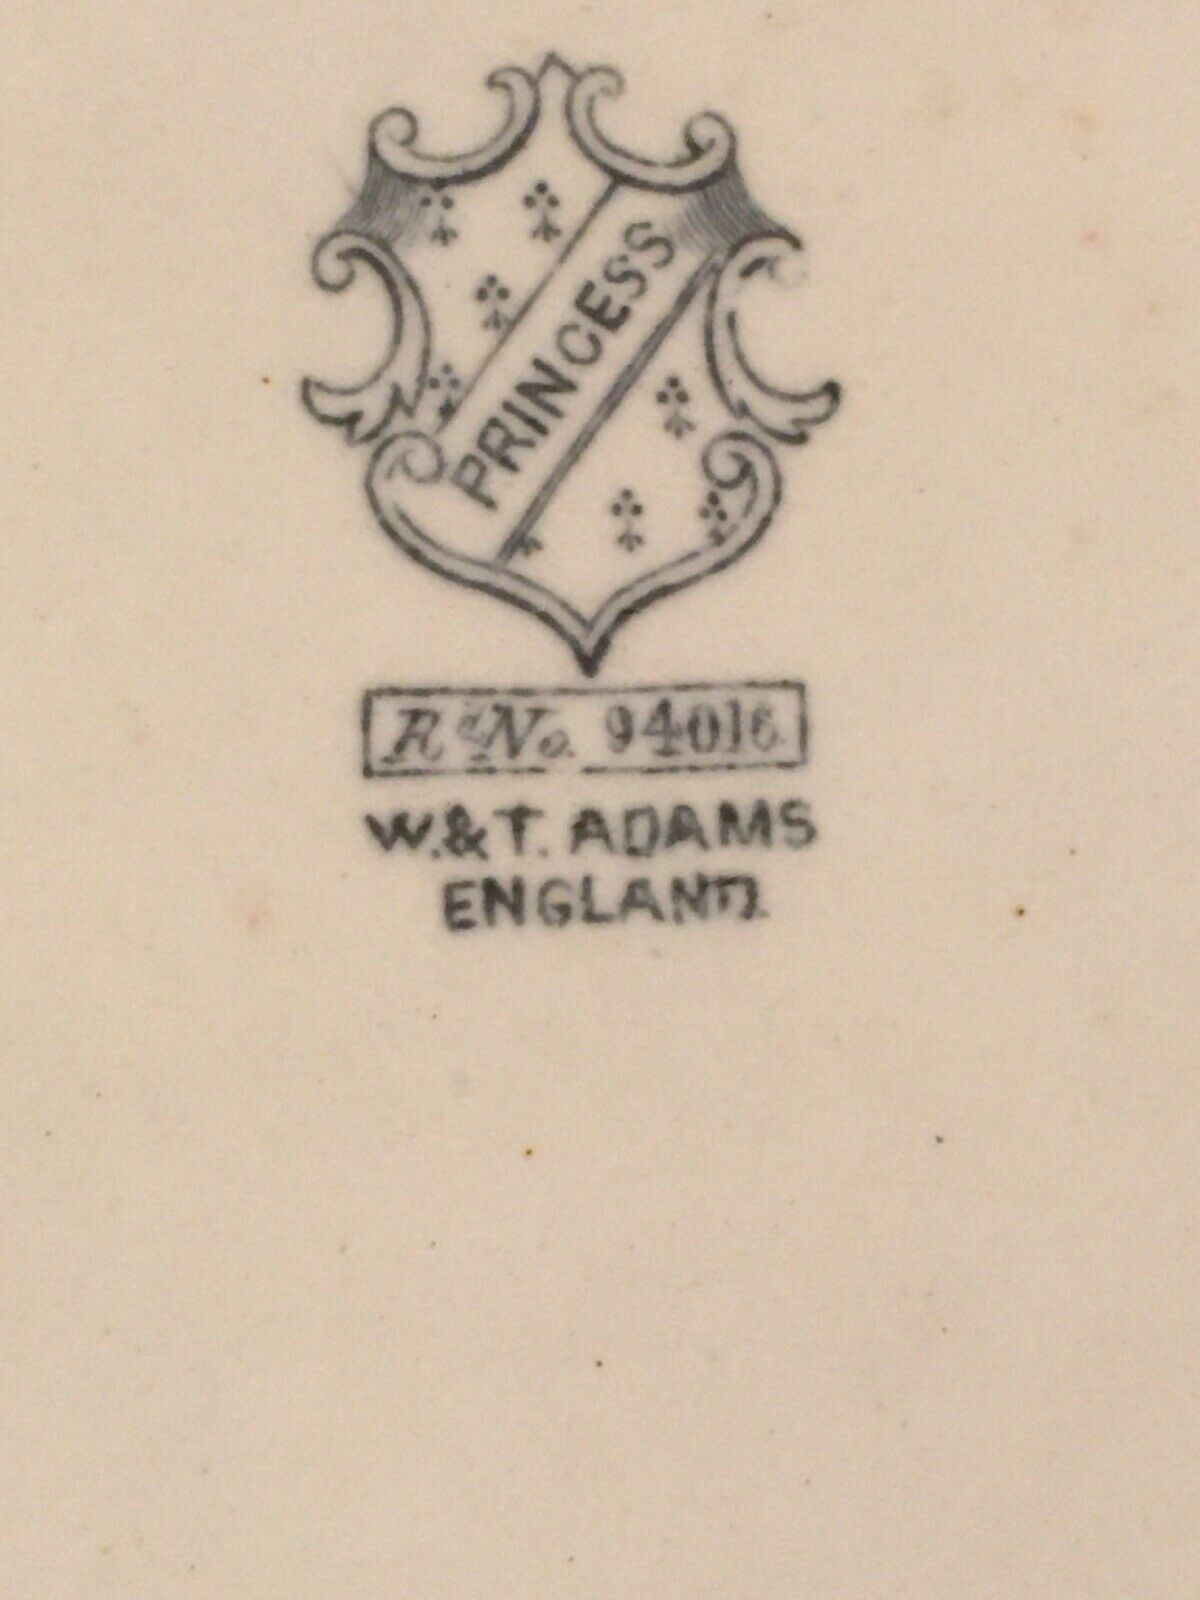 PRINCESS
Rd No. 94016.
W. & T. ADAMS
ENGLAND.